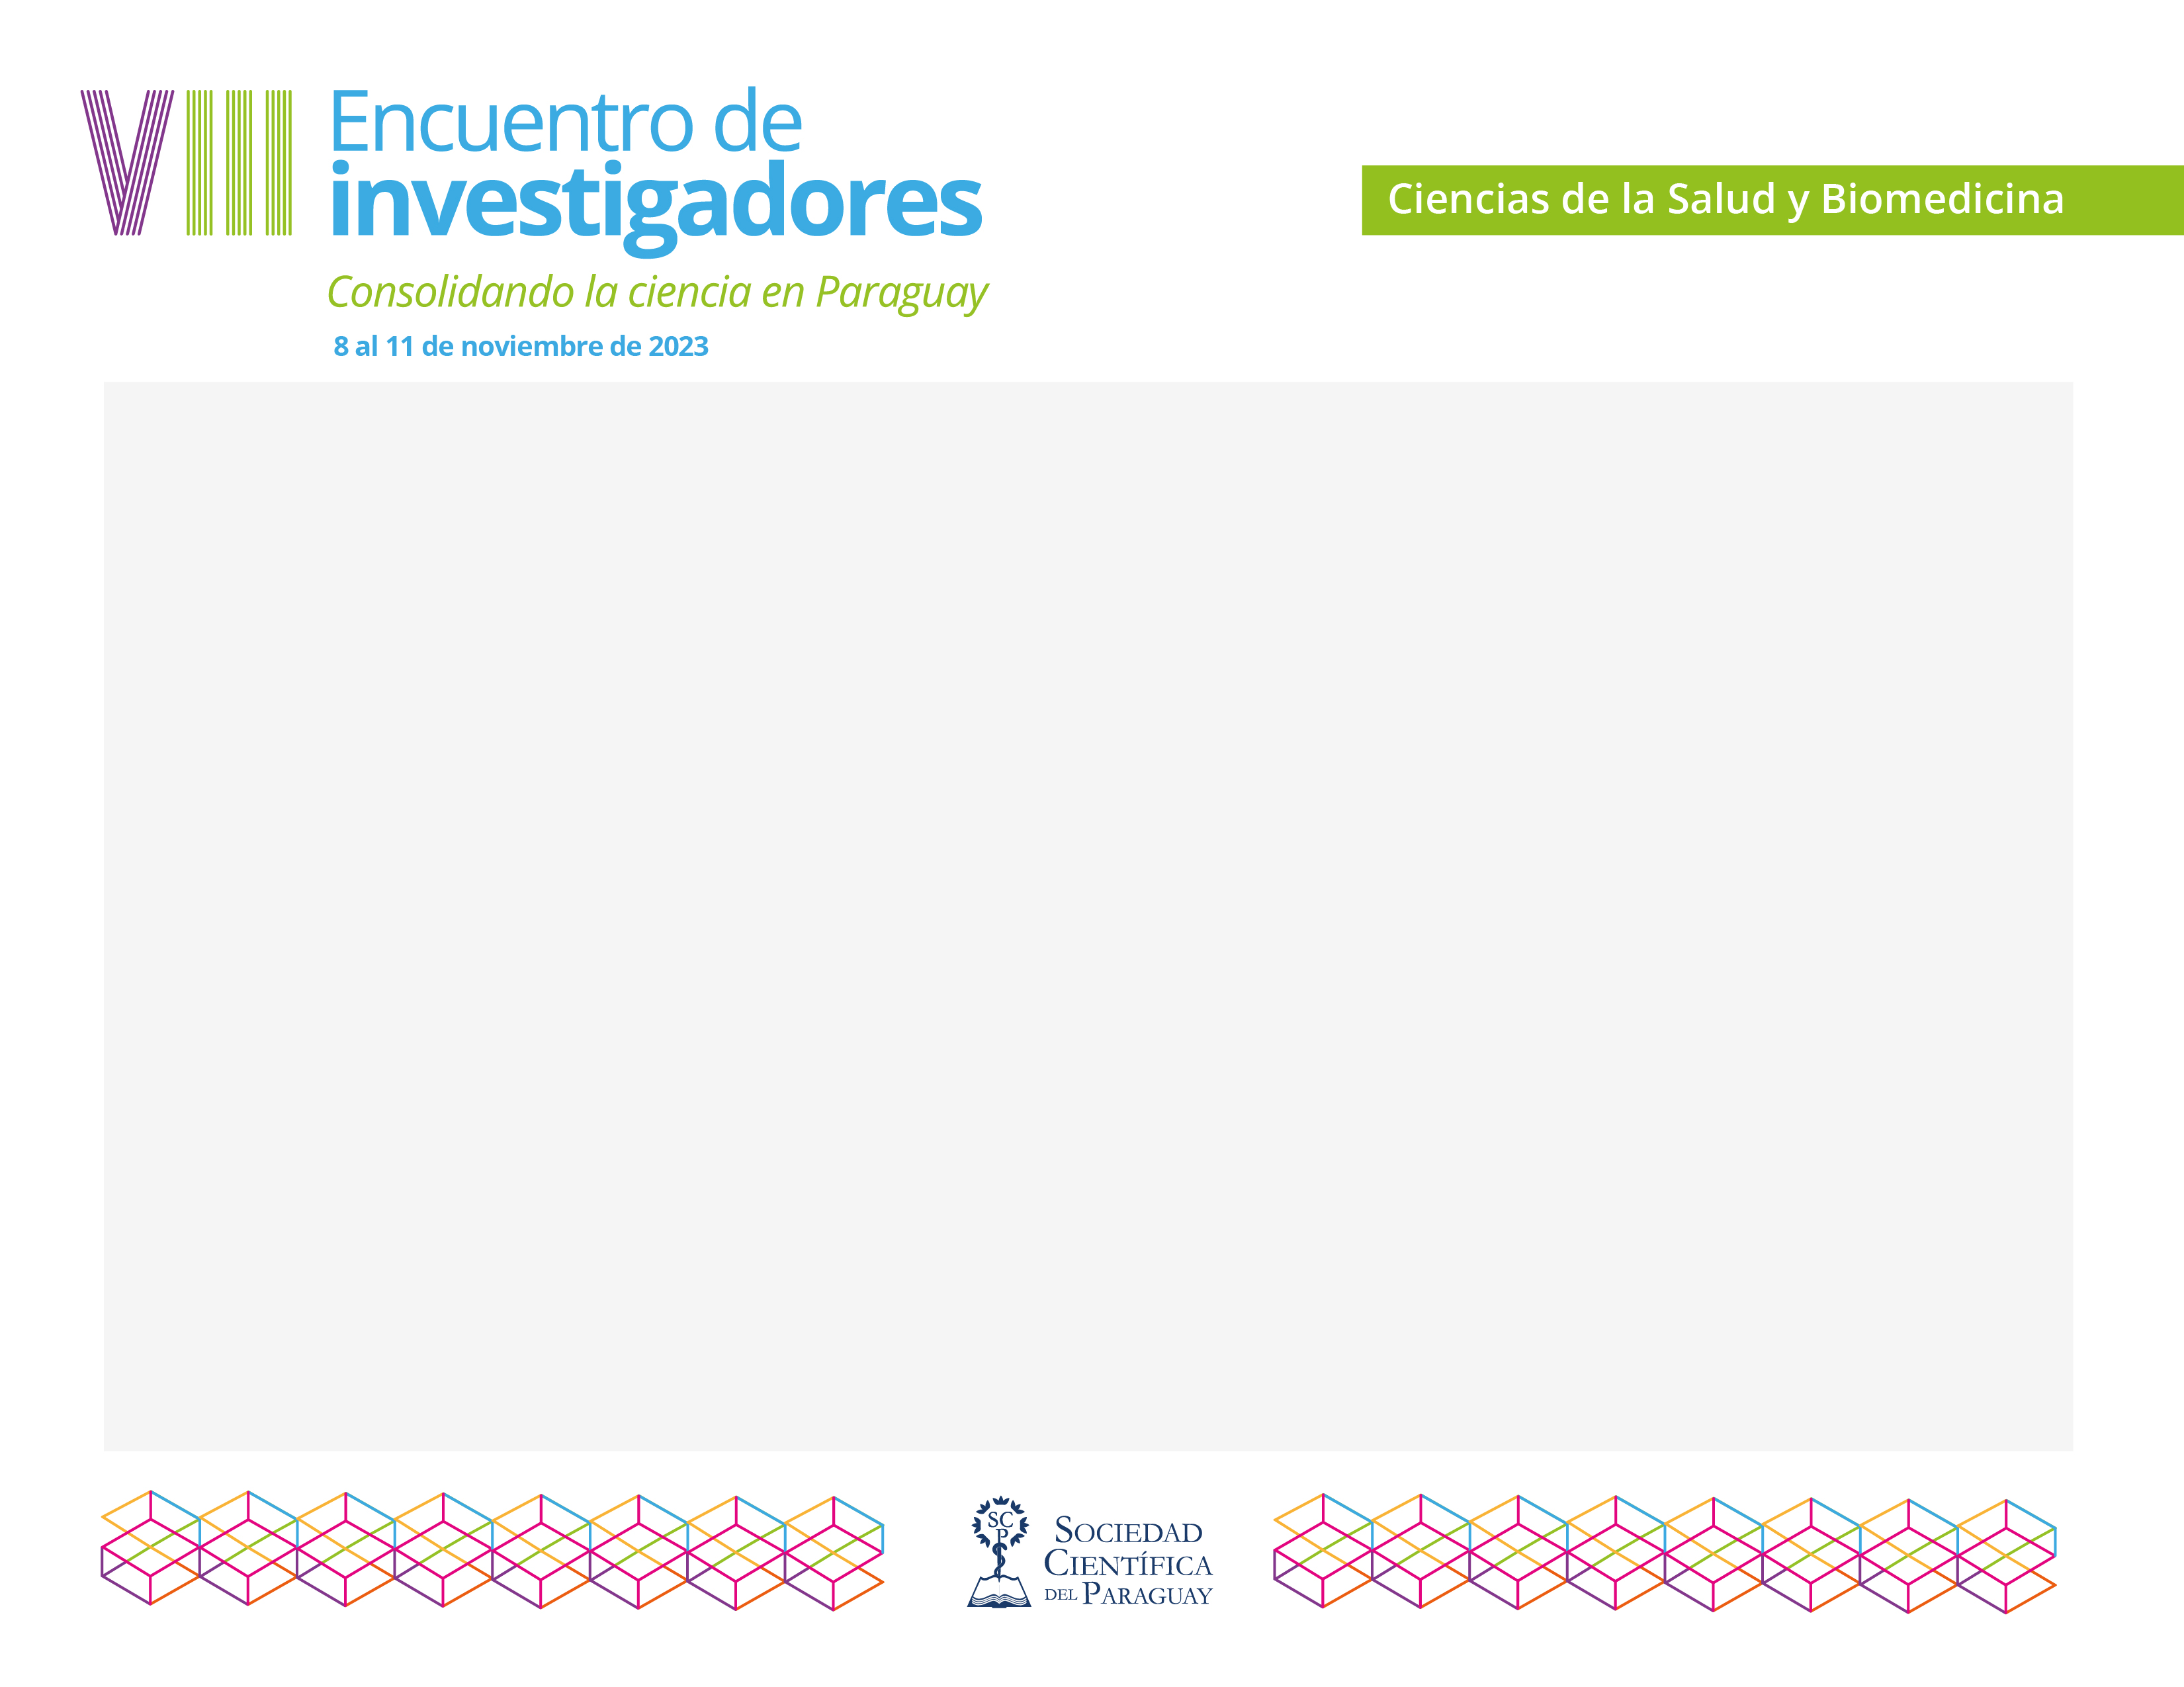 VIII
Encuentro de
investigadores
Consolidando la ciencia en Paraguay
8 al 11 de noviembre de 2023
Ciencias de la Salud y Biomedicina
SC
P
SOCIEDAD
CIENTÍFICA
DEL PARAGUAY